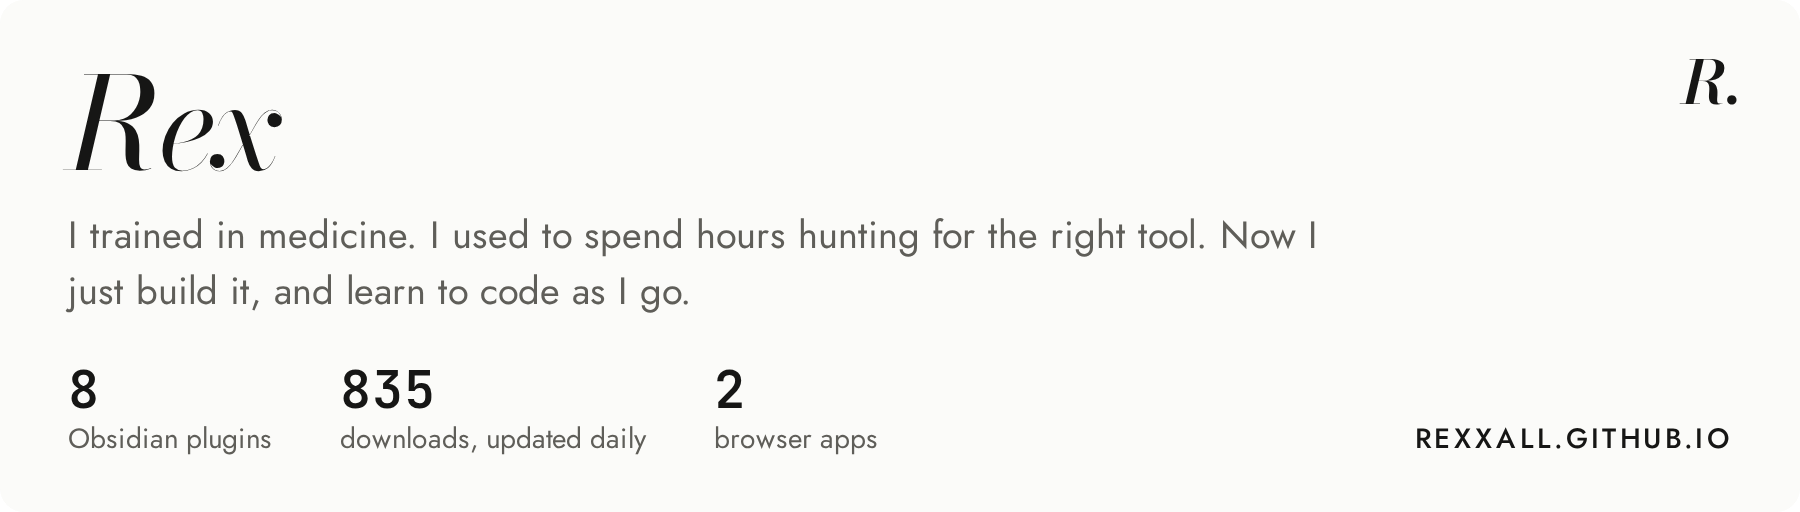 Rex
R.
I trained in medicine. I used to spend hours hunting for the right tool. Now I
just build it, and learn to code as I go.
8
Obsidian plugins
835
downloads, updated daily
2
browser apps
REXXALL.GITHUB.IO